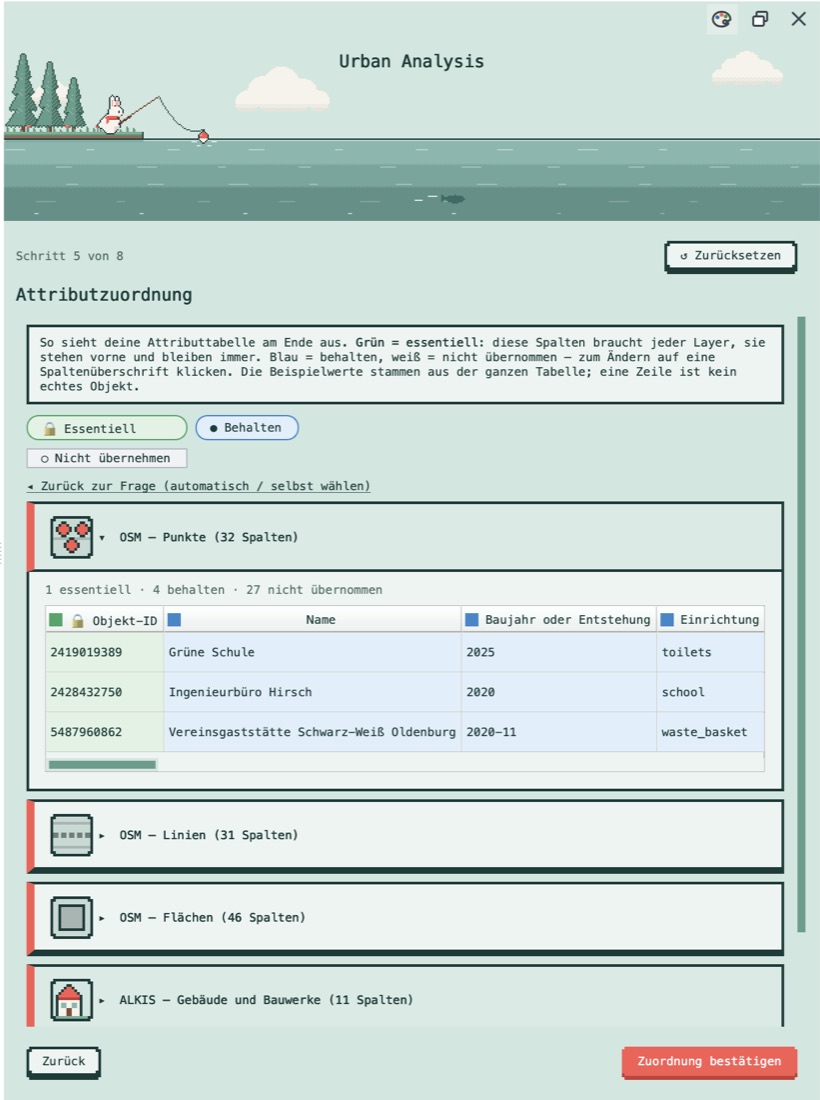 Urban Analysis
Schritt 5 von 8
↺ Zurücksetzen
Attributzuordnung
So sieht deine Attributtabelle am Ende aus. Grün = essentiell: diese Spalten braucht jeder Layer, sie
stehen vorne und bleiben immer. Blau = behalten, weiß = nicht übernommen – zum Ändern auf eine
Spaltenüberschrift klicken. Die Beispielwerte stammen aus der ganzen Tabelle; eine Zeile ist kein
echtes Objekt.
🔒 Essentiell
● Behalten
○ Nicht übernehmen
◂ Zurück zur Frage (automatisch / selbst wählen)
▾ OSM – Punkte (32 Spalten)
1 essentiell · 4 behalten · 27 nicht übernommen
🔒 Objekt-ID Name Baujahr oder Entstehung Einrichtung
2419019389 Grüne Schule 2025 toilets
2428432750 Ingenieurbüro Hirsch 2020 school
5487960862 Vereinsgaststätte Schwarz-Weiß Oldenburg 2020-11 waste_basket
▸ OSM – Linien (31 Spalten)
▸ OSM – Flächen (46 Spalten)
▸ ALKIS – Gebäude und Bauwerke (11 Spalten)
Zurück
Zuordnung bestätigen